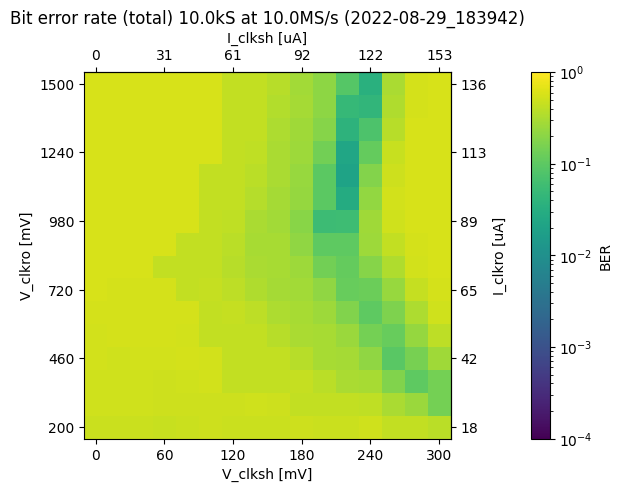 Bit error rate (total) 10.0kS at 10.0MS/s (2022-08-29_183942)
I_clksh [uA]
0 31 61 92 122 153
1500 1240 980 720 460 200
V_clkro [mV]
136 113 89 65 42 18
I_clkro [uA]
0 60 120 180 240 300
V_clksh [mV]
10^0
10^-1
10^-2
10^-3
10^-4
BER